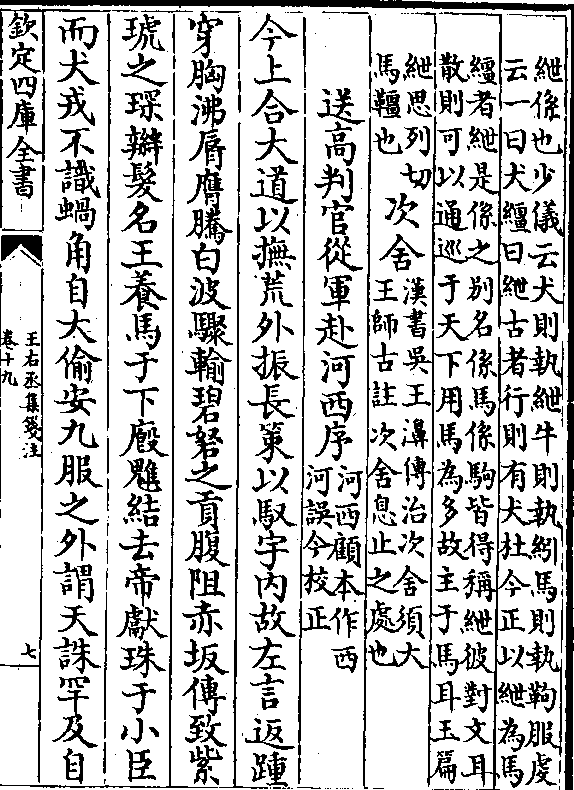 紲係也少儀云犬則執紲牛則執紖馬則執靮服虔
云一曰犬繮曰紲古者行則有犬杜今正以紲為馬
繮者紲是係之别名係馬係駒皆得稱紲彼對文耳
散則可以通巡于天下用馬為多故主于馬耳玉篇
紲思列切
馬韁也
次舍
漢書吳王濞傳治次舍須大
王師古註次舍息止之處也
送高判官從軍赴河西序
河西顧本作西
河誤今校正
今上合大道以撫荒外振長策以馭宇内故左言返踵
穿胸沸脣膺騰白波驟輸碧砮之貢腹阻赤坂傳致紫
琥之琛辮髮名王養馬于下廏魋結去帝獻珠于小臣
而犬戎不識蝸角自大偷安九服之外謂天誅罕及自
欽定四庫全書
王右丞集箋注
卷十九
七